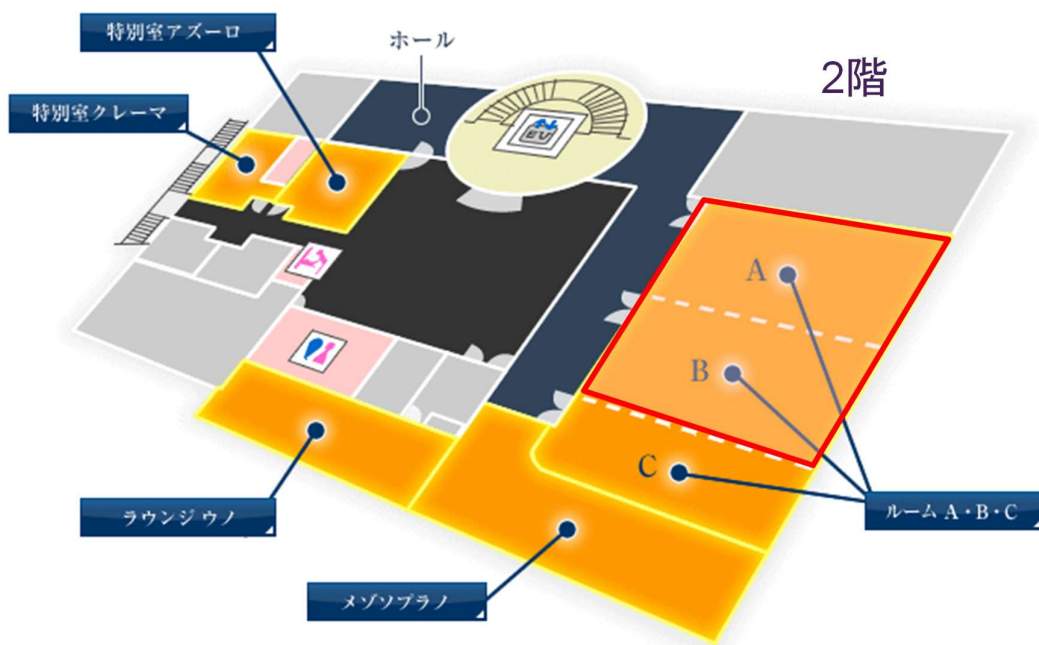 特別室アズーロ
ホール
2階
特別室クレーマ
EV
A
B
C
ルーム A・B・C
ラウンジ ウノ
メゾソプラノ